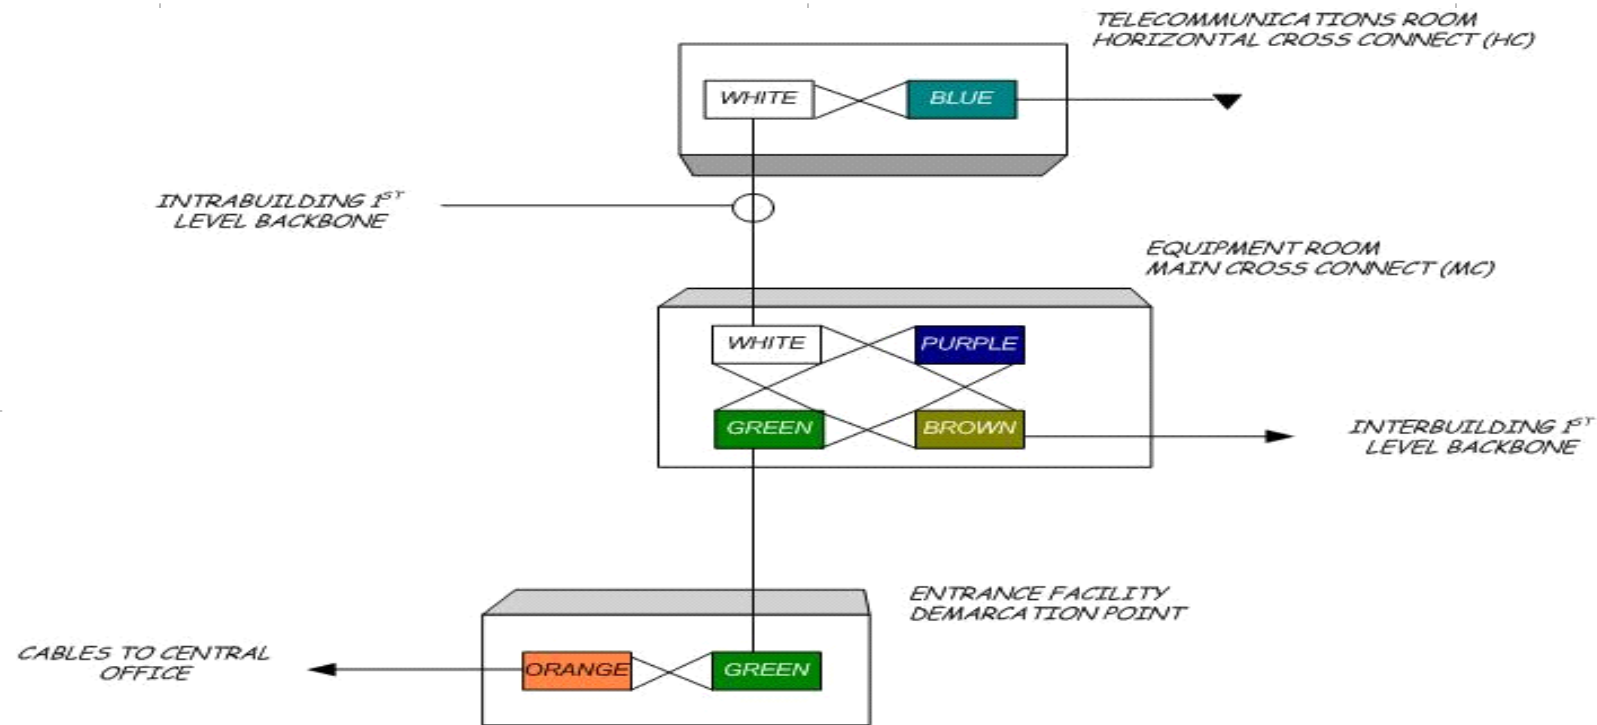 TELECOMMUNICATIONS ROOM
HORIZONTAL CROSS CONNECT (HC)
WHITE
BLUE
INTRABUILDING 1ST
LEVEL BACKBONE
EQUIPMENT ROOM
MAIN CROSS CONNECT (MC)
WHITE
PURPLE
GREEN
BROWN
INTERBUILDING 1ST
LEVEL BACKBONE
ENTRANCE FACILITY
DEMARCATION POINT
CABLES TO CENTRAL
OFFICE
ORANGE
GREEN